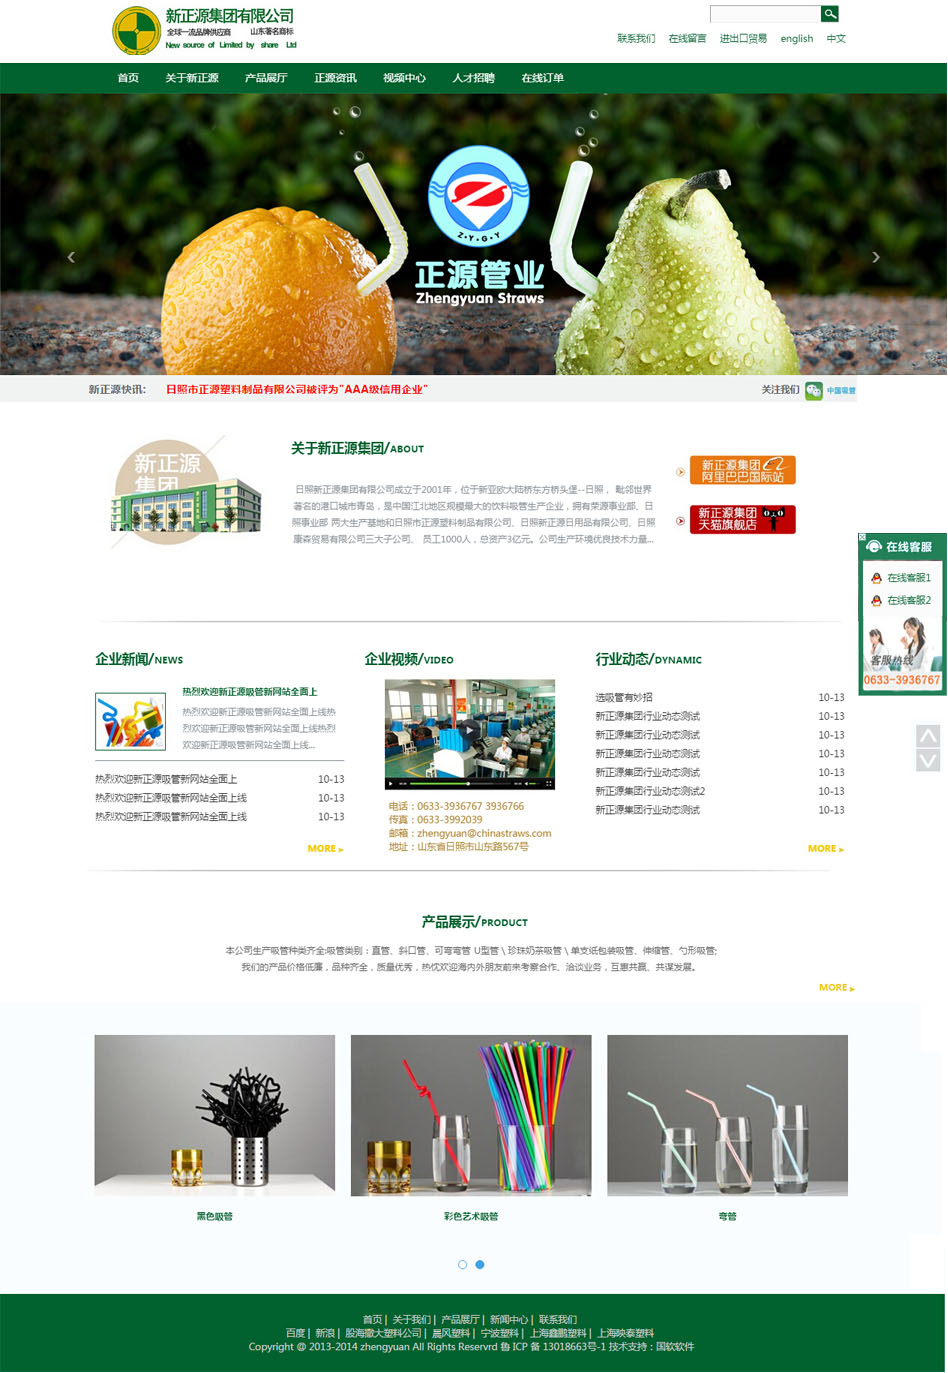 新正源集团有限公司
全球一流品牌供应商 山东著名商标
New source of Limited by share Ltd
联系我们 在线留言 进出口贸易 english 中文
首页 关于新正源 产品展厅 正源资讯 视频中心 人才招聘 在线订单
Z·Y·G·Y
正源管业
Zhengyuan Straws
新正源快讯： 日照市正源塑料制品有限公司被评为"AAA级信用企业"
关注我们 中国吸管
新正源
集团
关于新正源集团/ABOUT
日照新正源集团有限公司成立于2001年，位于新亚欧大陆桥东方桥头堡--日照， 毗邻世界
著名的港口城市青岛，是中国江北地区规模最大的饮料吸管生产企业，拥有荣源事业部、日
照事业部 两大生产基地和日照市正源塑料制品有限公司、日照新正源日用品有限公司、日照
康森贸易有限公司三大子公司， 员工1000人，总资产3亿元。公司生产环境优良技术力量...
新正源集团
阿里巴巴国际站
新正源集团
天猫旗舰店
在线客服
在线客服1
在线客服2
客服热线
0633-3936767
企业新闻/NEWS
热烈欢迎新正源吸管新网站全面上
热烈欢迎新正源吸管新网站全面上线热
烈欢迎新正源吸管新网站全面上线热烈
欢迎新正源吸管新网站全面上线...
热烈欢迎新正源吸管新网站全面上 10-13
热烈欢迎新正源吸管新网站全面上线 10-13
热烈欢迎新正源吸管新网站全面上线 10-13
MORE
企业视频/VIDEO
电话：0633-3936767 3936766
传真：0633-3992039
邮箱：zhengyuan@chinastraws.com
地址：山东省日照市山东路567号
行业动态/DYNAMIC
选吸管有妙招 10-13
新正源集团行业动态测试 10-13
新正源集团行业动态测试 10-13
新正源集团行业动态测试 10-13
新正源集团行业动态测试 10-13
新正源集团行业动态测试2 10-13
新正源集团行业动态测试 10-13
MORE
产品展示/PRODUCT
本公司生产吸管种类齐全:吸管类别：直管、斜口管、可弯弯管 U型管 \ 珍珠奶茶吸管 \ 单支纸包装吸管、伸缩管、勺形吸管;
我们的产品价格低廉，品种齐全，质量优秀，热忱欢迎海内外朋友前来考察合作、洽谈业务，互惠共赢、共谋发展。
MORE
黑色吸管 彩色艺术吸管 弯管
首页 | 关于我们 | 产品展厅 | 新闻中心 | 联系我们
百度 | 新浪 | 股海撒大塑料公司 | 晨风塑料 | 宁波塑料 | 上海鑫鹏塑料 | 上海映泰塑料
Copyright @ 2013-2014 zhengyuan All Rights Reservrd 鲁 ICP 备 13018663号-1 技术支持：国软软件